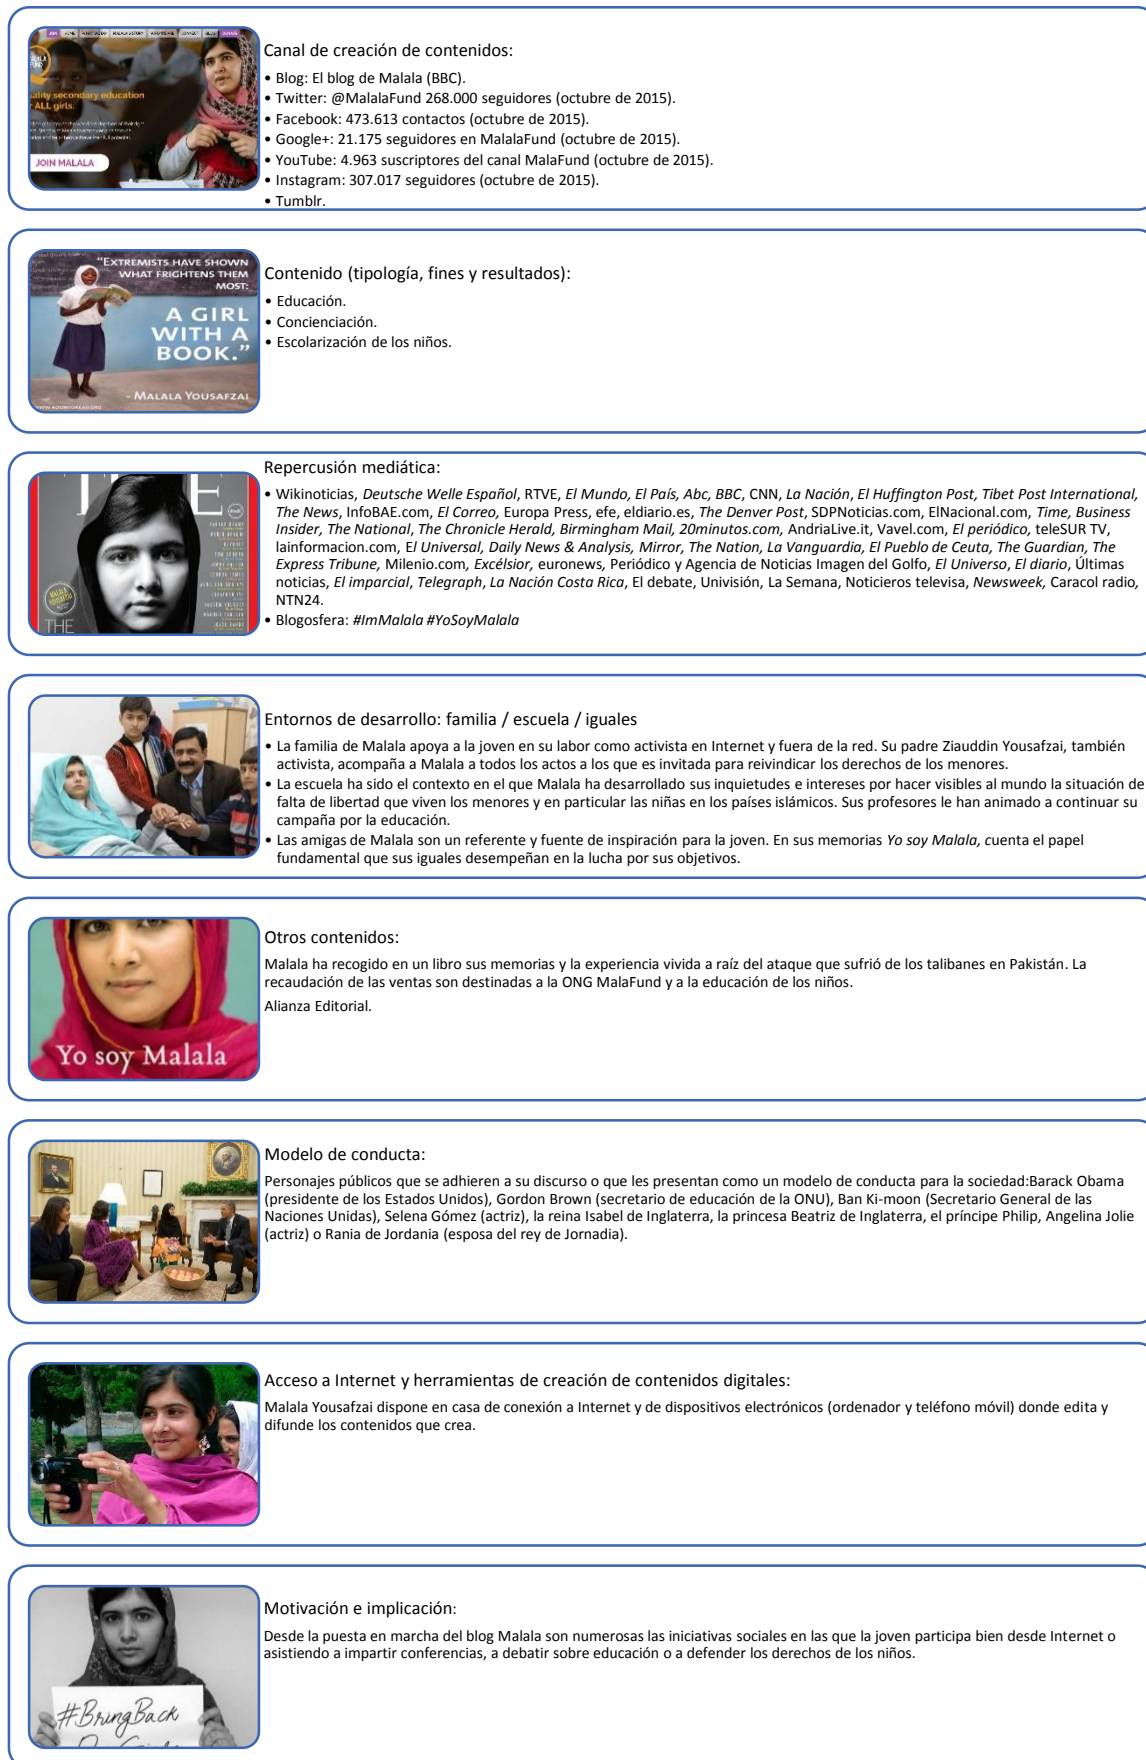 JOIN HOME WHAT WE DO MALALA'S STORY WHO WE ARE CONNECT BLOG DONATE
MALALA
FUND
ality secondary education
ALL girls.
JOIN MALALA
Canal de creación de contenidos:
• Blog: El blog de Malala (BBC).
• Twitter: @MalalaFund 268.000 seguidores (octubre de 2015).
• Facebook: 473.613 contactos (octubre de 2015).
• Google+: 21.175 seguidores en MalalaFund (octubre de 2015).
• YouTube: 4.963 suscriptores del canal MalaFund (octubre de 2015).
• Instagram: 307.017 seguidores (octubre de 2015).
• Tumblr.
"EXTREMISTS HAVE SHOWN
WHAT FRIGHTENS THEM
MOST:
A GIRL
WITH A
BOOK."
- MALALA YOUSAFZAI
Contenido (tipología, fines y resultados):
• Educación.
• Concienciación.
• Escolarización de los niños.
TIME
MALALA
YOUSAFZAI
THE
Repercusión mediática:
• Wikinoticias, Deutsche Welle Español, RTVE, El Mundo, El País, Abc, BBC, CNN, La Nación, El Huffington Post, Tibet Post International,
The News, InfoBAE.com, El Correo, Europa Press, efe, eldiario.es, The Denver Post, SDPNoticias.com, ElNacional.com, Time, Business
Insider, The National, The Chronicle Herald, Birmingham Mail, 20minutos.com, AndriaLive.it, Vavel.com, El periódico, teleSUR TV,
lainformacion.com, El Universal, Daily News & Analysis, Mirror, The Nation, La Vanguardia, El Pueblo de Ceuta, The Guardian, The
Express Tribune, Milenio.com, Excélsior, euronews, Periódico y Agencia de Noticias Imagen del Golfo, El Universo, El diario, Últimas
noticias, El imparcial, Telegraph, La Nación Costa Rica, El debate, Univisión, La Semana, Noticieros televisa, Newsweek, Caracol radio,
NTN24.
• Blogosfera: #ImMalala #YoSoyMalala
Entornos de desarrollo: familia / escuela / iguales
• La familia de Malala apoya a la joven en su labor como activista en Internet y fuera de la red. Su padre Ziauddin Yousafzai, también
activista, acompaña a Malala a todos los actos a los que es invitada para reivindicar los derechos de los menores.
• La escuela ha sido el contexto en el que Malala ha desarrollado sus inquietudes e intereses por hacer visibles al mundo la situación de
falta de libertad que viven los menores y en particular las niñas en los países islámicos. Sus profesores le han animado a continuar su
campaña por la educación.
• Las amigas de Malala son un referente y fuente de inspiración para la joven. En sus memorias Yo soy Malala, cuenta el papel
fundamental que sus iguales desempeñan en la lucha por sus objetivos.
Yo soy Malala
Otros contenidos:
Malala ha recogido en un libro sus memorias y la experiencia vivida a raíz del ataque que sufrió de los talibanes en Pakistán. La
recaudación de las ventas son destinadas a la ONG MalaFund y a la educación de los niños.
Alianza Editorial.
Modelo de conducta:
Personajes públicos que se adhieren a su discurso o que les presentan como un modelo de conducta para la sociedad:Barack Obama
(presidente de los Estados Unidos), Gordon Brown (secretario de educación de la ONU), Ban Ki-moon (Secretario General de las
Naciones Unidas), Selena Gómez (actriz), la reina Isabel de Inglaterra, la princesa Beatriz de Inglaterra, el príncipe Philip, Angelina Jolie
(actriz) o Rania de Jordania (esposa del rey de Jornadia).
Acceso a Internet y herramientas de creación de contenidos digitales:
Malala Yousafzai dispone en casa de conexión a Internet y de dispositivos electrónicos (ordenador y teléfono móvil) donde edita y
difunde los contenidos que crea.
#BringBack
Motivación e implicación:
Desde la puesta en marcha del blog Malala son numerosas las iniciativas sociales en las que la joven participa bien desde Internet o
asistiendo a impartir conferencias, a debatir sobre educación o a defender los derechos de los niños.